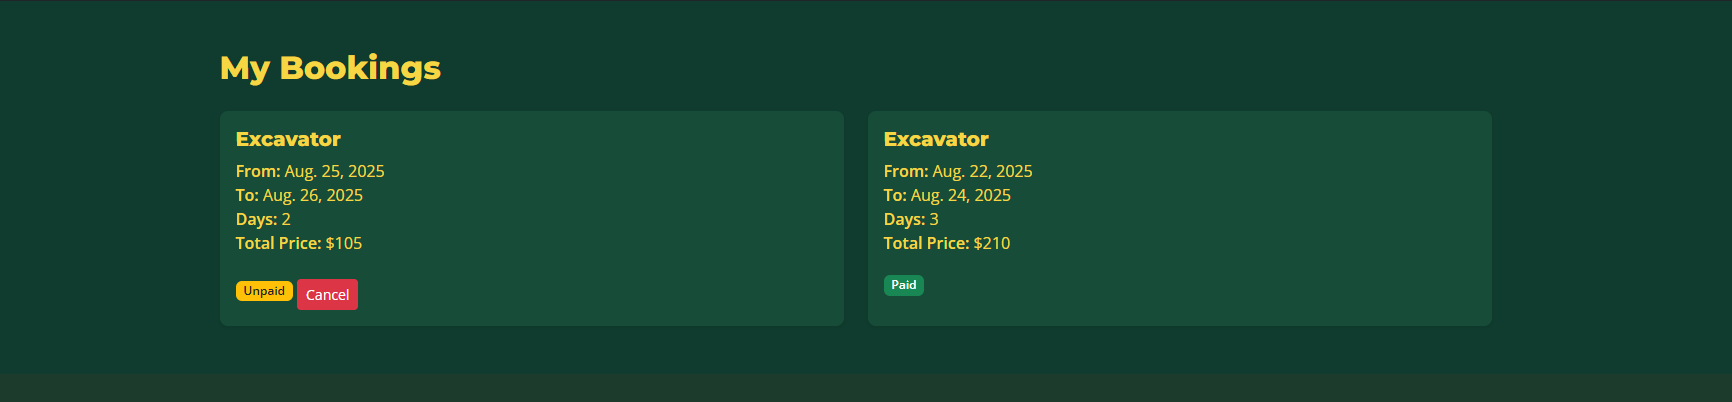 My Bookings
Excavator
From: Aug. 25, 2025
To: Aug. 26, 2025
Days: 2
Total Price: $105
Unpaid Cancel
Excavator
From: Aug. 22, 2025
To: Aug. 24, 2025
Days: 3
Total Price: $210
Paid